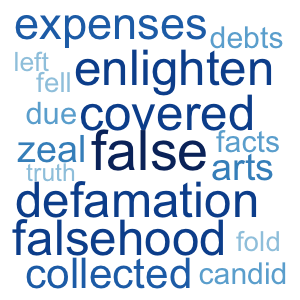 expenses
debts
left
enlighten
fell
due covered
facts
zeal false
arts
truth
defamation
falsehood fold
collected candid